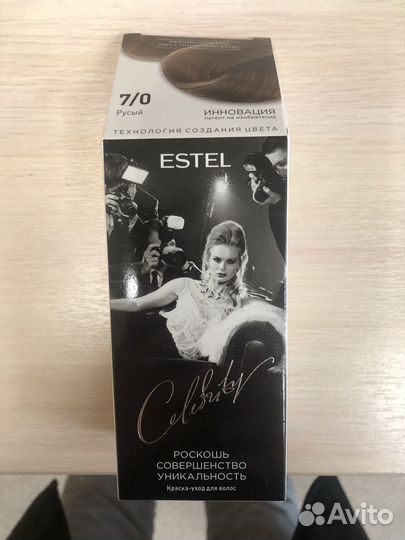 7/0
Русый
ИННОВАЦИЯ
патент на изобретение
ТЕХНОЛОГИЯ СОЗДАНИЯ ЦВЕТА
ESTEL
Celebrity
РОСКОШЬ
СОВЕРШЕНСТВО
УНИКАЛЬНОСТЬ
Краска-уход для волос
Avito